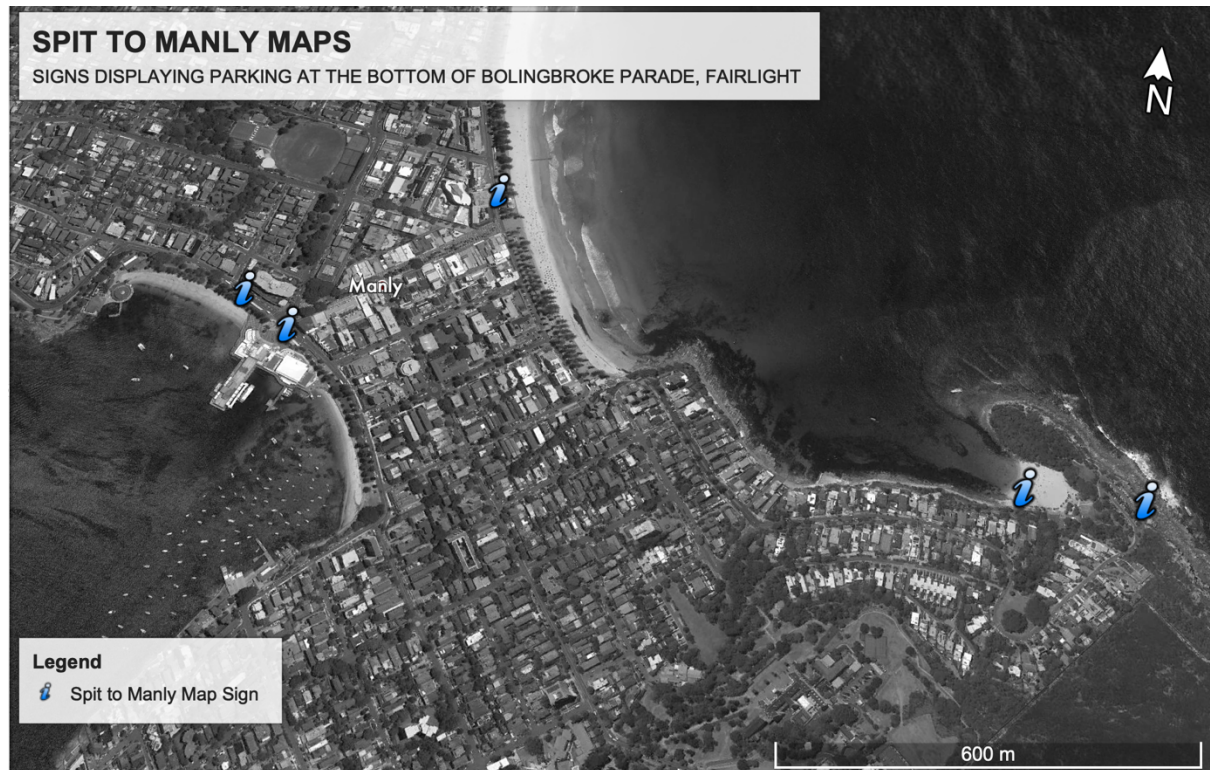 SPIT TO MANLY MAPS
SIGNS DISPLAYING PARKING AT THE BOTTOM OF BOLINGBROKE PARADE, FAIRLIGHT
N
Manly
Legend
Spit to Manly Map Sign
600 m